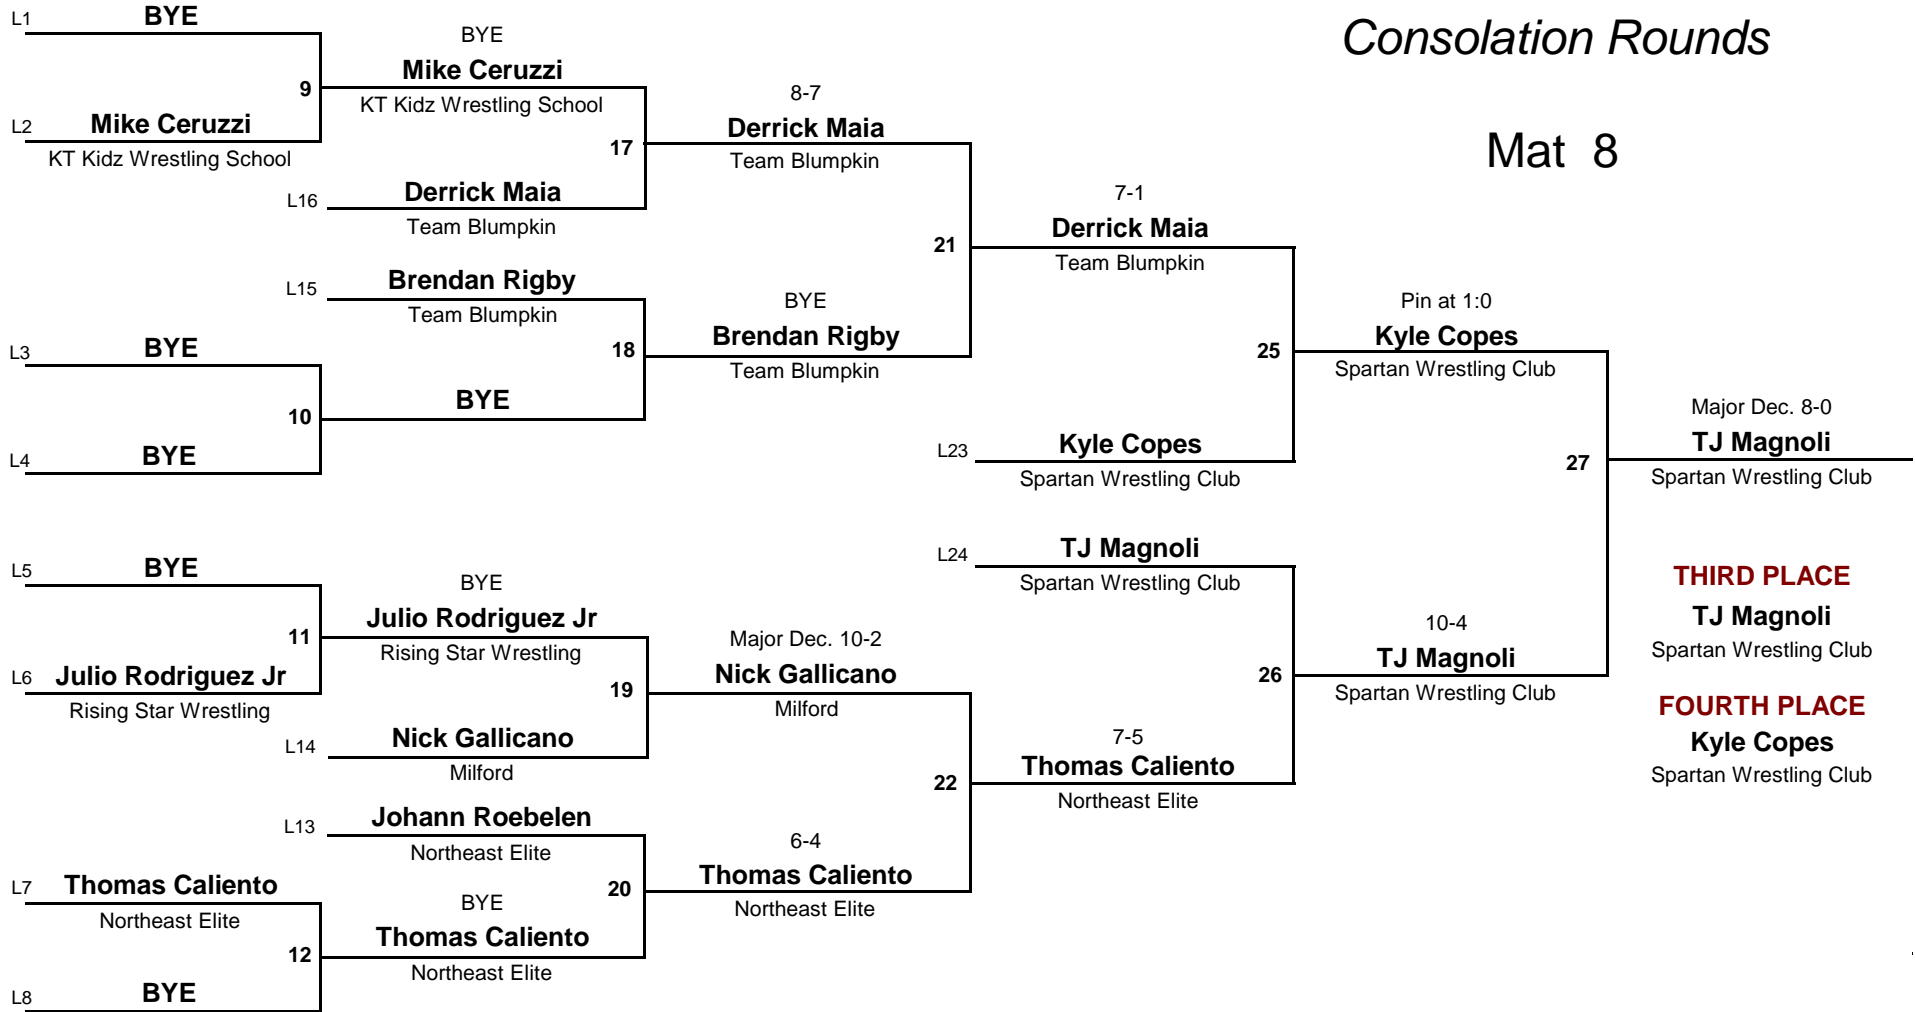 Consolation Rounds
Mat 8
L1 BYE
9
L2 Mike Ceruzzi
KT Kidz Wrestling School
BYE
Mike Ceruzzi
KT Kidz Wrestling School
17
L16 Derrick Maia
Team Blumpkin
8-7
Derrick Maia
Team Blumpkin
L15 Brendan Rigby
Team Blumpkin
18
L3 BYE
10
L4 BYE
BYE
BYE
Brendan Rigby
Team Blumpkin
21
7-1
Derrick Maia
Team Blumpkin
25
L23 Kyle Copes
Spartan Wrestling Club
Pin at 1:0
Kyle Copes
Spartan Wrestling Club
27
Major Dec. 8-0
TJ Magnoli
Spartan Wrestling Club
L5 BYE
11
L6 Julio Rodriguez Jr
Rising Star Wrestling
BYE
Julio Rodriguez Jr
Rising Star Wrestling
19
L14 Nick Gallicano
Milford
Major Dec. 10-2
Nick Gallicano
Milford
L13 Johann Roebelen
Northeast Elite
20
L7 Thomas Caliento
Northeast Elite
12
L8 BYE
BYE
Thomas Caliento
Northeast Elite
6-4
Thomas Caliento
Northeast Elite
22
L24 TJ Magnoli
Spartan Wrestling Club
26
7-5
Thomas Caliento
Northeast Elite
10-4
TJ Magnoli
Spartan Wrestling Club
THIRD PLACE
TJ Magnoli
Spartan Wrestling Club
FOURTH PLACE
Kyle Copes
Spartan Wrestling Club